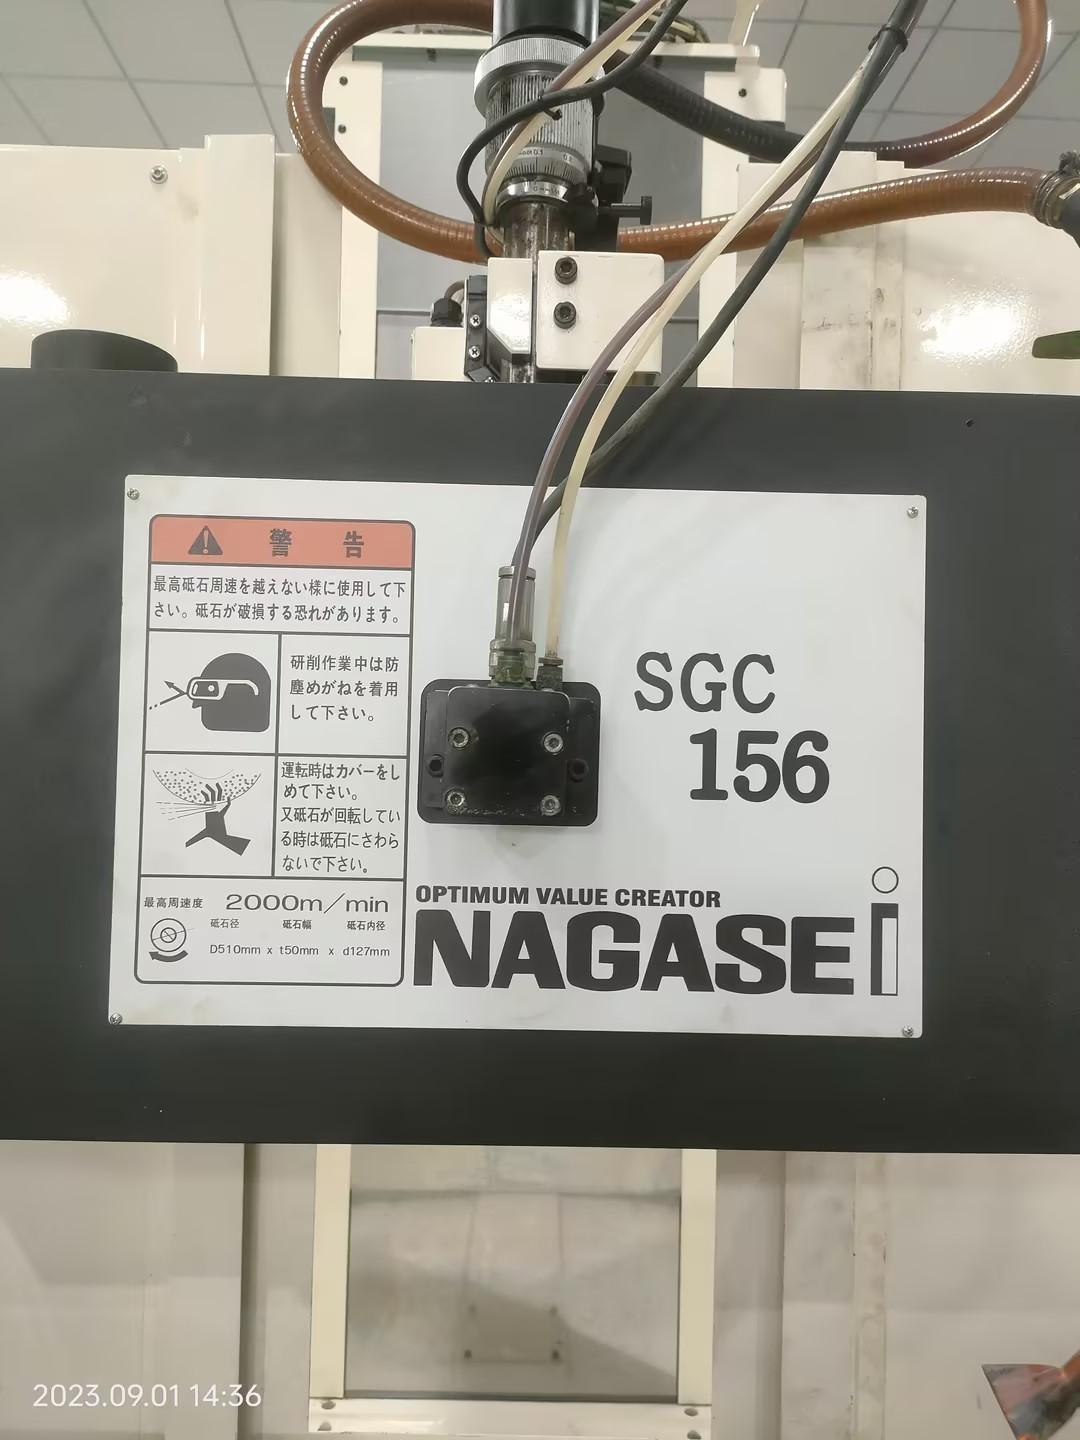 警告
最高砥石周速を越えない様に使用して下
さい。砥石が破損する恐れがあります。
研削作業中は防
塵めがねを着用
して下さい。
運転時はカバーをし
めて下さい。
又砥石が回転してい
る時は砥石にさわら
ないで下さい。
最高周速度 2000m/min
砥石径 砥石幅 砥石内径
D510mm x t50mm x d127mm
SGC
156
OPTIMUM VALUE CREATOR
NAGASEi
2023.09.01 14:36